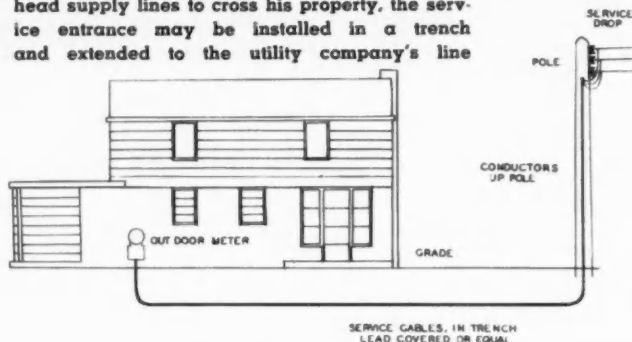 head supply lines to cross his property, the serv-
ice entrance may be installed in a trench
and extended to the utility company's line
SERVICE
DROP
POLE
CONDUCTORS
UP POLE
OUT DOOR METER
GRADE
SERVICE CABLES, IN TRENCH
LEAD COVERED OR EQUAL